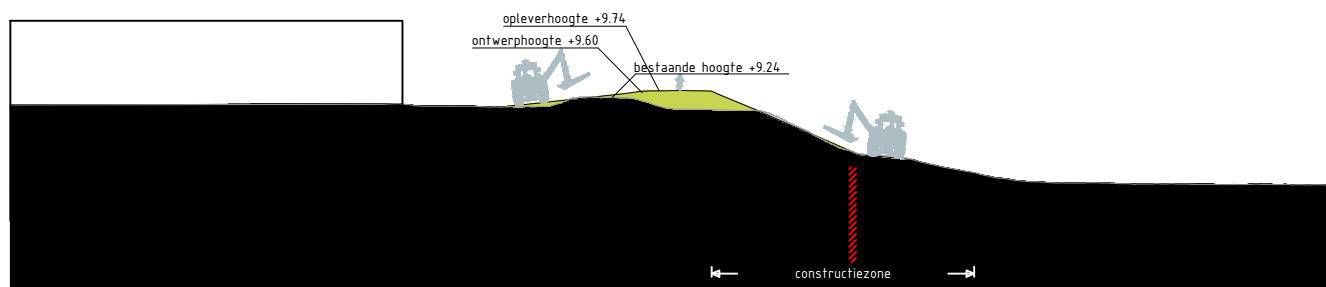 opleverhoogte +9.74
ontwerphoogte +9.60
bestaande hoogte +9.24
constructiezone